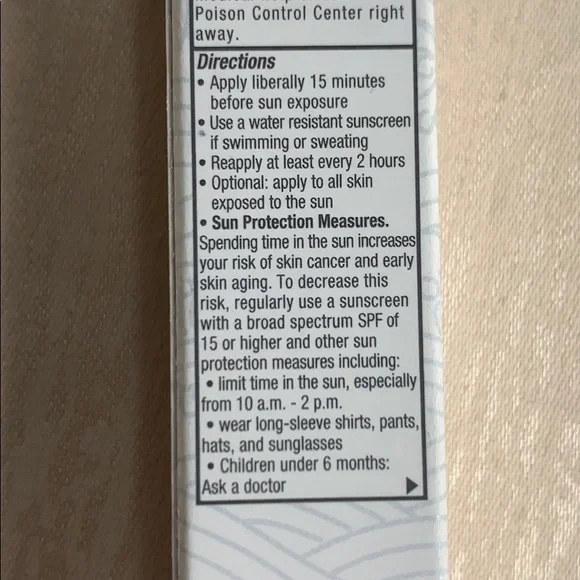 Poison Control Center right
away.
Directions
• Apply liberally 15 minutes
before sun exposure
• Use a water resistant sunscreen
if swimming or sweating
• Reapply at least every 2 hours
• Optional: apply to all skin
exposed to the sun
• Sun Protection Measures.
Spending time in the sun increases
your risk of skin cancer and early
skin aging. To decrease this
risk, regularly use a sunscreen
with a broad spectrum SPF of
15 or higher and other sun
protection measures including:
• limit time in the sun, especially
from 10 a.m. - 2 p.m.
• wear long-sleeve shirts, pants,
hats, and sunglasses
• Children under 6 months:
Ask a doctor